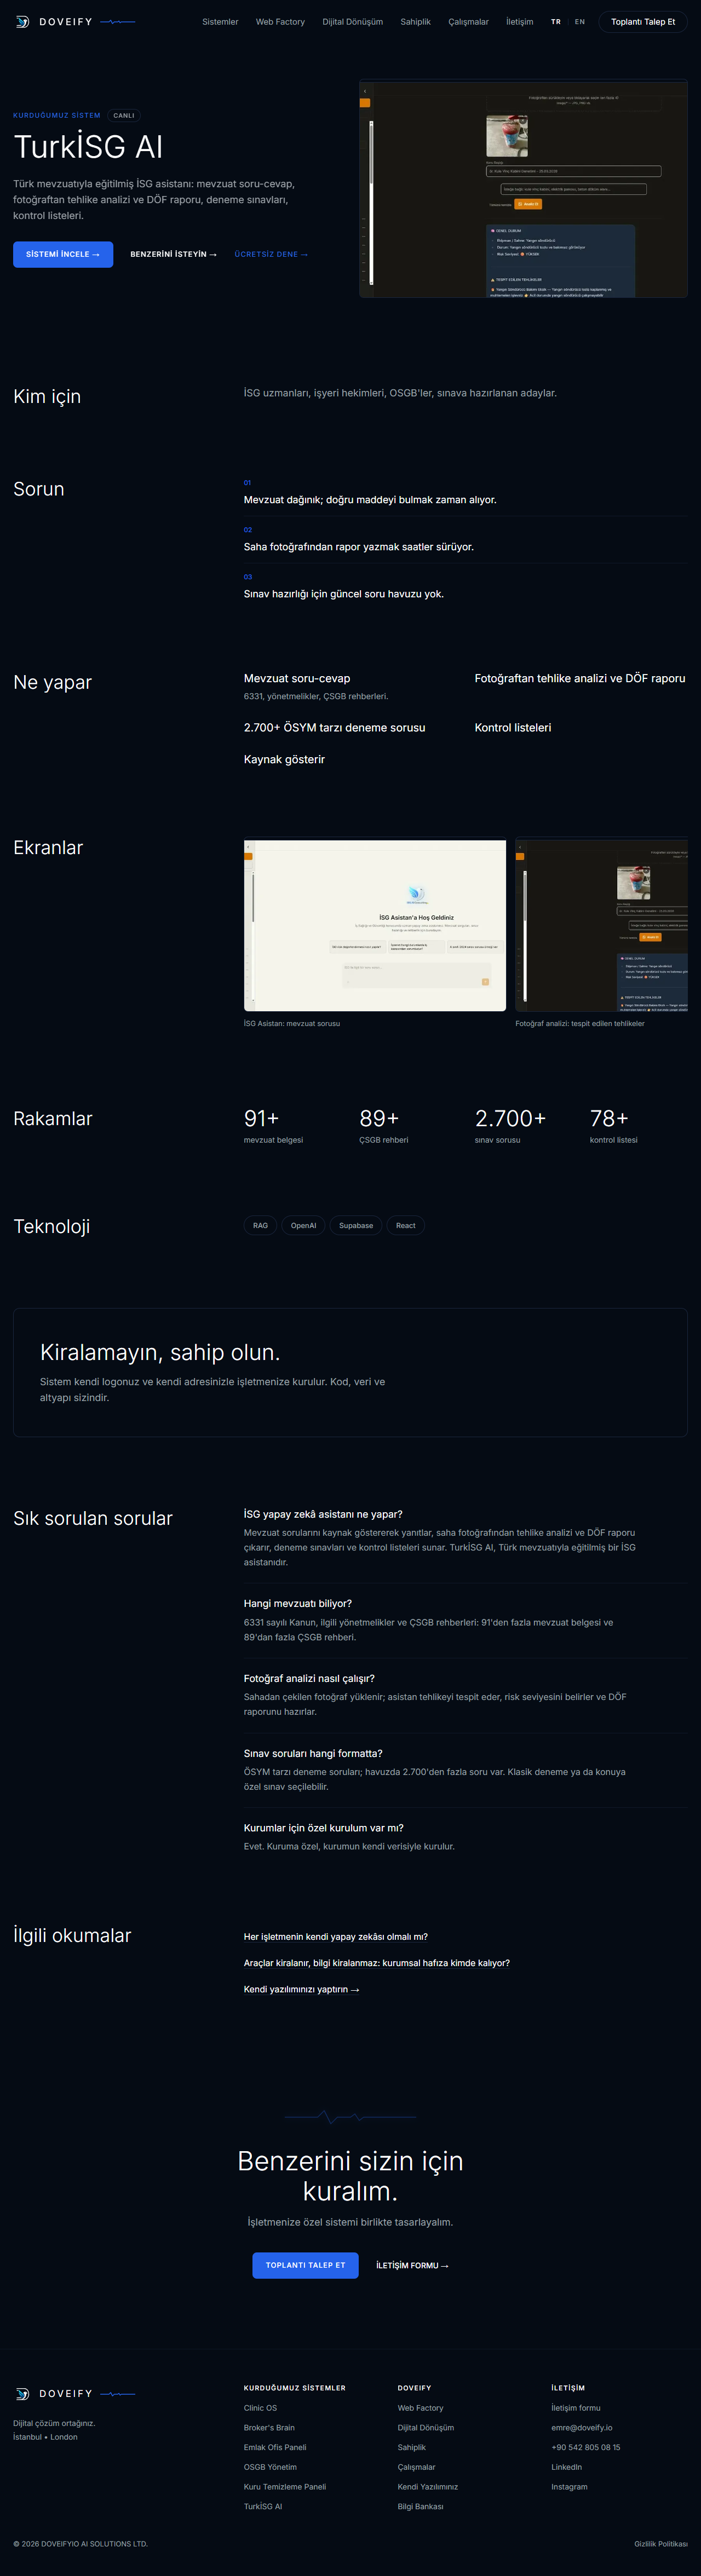 DOVEIFY
Sistemler Web Factory Dijital Dönüşüm Sahiplik Çalışmalar İletişim TR EN Toplantı Talep Et
KURDUĞUMUZ SİSTEM CANLI
TurkİSG AI
Türk mevzuatıyla eğitilmiş İSG asistanı: mevzuat soru-cevap,
fotoğraftan tehlike analizi ve DÖF raporu, deneme sınavları,
kontrol listeleri.
SİSTEMİ İNCELE →
BENZERİNİ İSTEYİN →
ÜCRETSİZ DENE →
GENEL DURUM
Kim için
İSG uzmanları, işyeri hekimleri, OSGB'ler, sınava hazırlanan adaylar.
Sorun
01
Mevzuat dağınık; doğru maddeyi bulmak zaman alıyor.
02
Saha fotoğrafından rapor yazmak saatler sürüyor.
03
Sınav hazırlığı için güncel soru havuzu yok.
Ne yapar
Mevzuat soru-cevap
6331, yönetmelikler, ÇSGB rehberleri.
Fotoğraftan tehlike analizi ve DÖF raporu
2.700+ ÖSYM tarzı deneme sorusu
Kontrol listeleri
Kaynak gösterir
Ekranlar
İSG Asistan'a Hoş Geldiniz
İSG Asistan: mevzuat sorusu
Fotoğraf analizi: tespit edilen tehlikeler
Rakamlar
91+
mevzuat belgesi
89+
ÇSGB rehberi
2.700+
sınav sorusu
78+
kontrol listesi
Teknoloji
RAG OpenAI Supabase React
Kiralamayın, sahip olun.
Sistem kendi logonuz ve kendi adresinizle işletmenize kurulur. Kod, veri ve
altyapı sizindir.
Sık sorulan sorular
İSG yapay zekâ asistanı ne yapar?
Mevzuat sorularını kaynak göstererek yanıtlar, saha fotoğrafından tehlike analizi ve DÖF raporu
çıkarır, deneme sınavları ve kontrol listeleri sunar. TurkİSG AI, Türk mevzuatıyla eğitilmiş bir İSG
asistanıdır.
Hangi mevzuatı biliyor?
6331 sayılı Kanun, ilgili yönetmelikler ve ÇSGB rehberleri: 91'den fazla mevzuat belgesi ve
89'dan fazla ÇSGB rehberi.
Fotoğraf analizi nasıl çalışır?
Sahadan çekilen fotoğraf yüklenir; asistan tehlikeyi tespit eder, risk seviyesini belirler ve DÖF
raporunu hazırlar.
Sınav soruları hangi formatta?
ÖSYM tarzı deneme soruları; havuzda 2.700'den fazla soru var. Klasik deneme ya da konuya
özel sınav seçilebilir.
Kurumlar için özel kurulum var mı?
Evet. Kuruma özel, kurumun kendi verisiyle kurulur.
İlgili okumalar
Her işletmenin kendi yapay zekâsı olmalı mı?
Araçlar kiralanır, bilgi kiralanmaz: kurumsal hafıza kimde kalıyor?
Kendi yazılımınızı yaptırın →
Benzerini sizin için
kuralım.
İşletmenize özel sistemi birlikte tasarlayalım.
TOPLANTI TALEP ET
İLETİŞİM FORMU →
DOVEIFY
Dijital çözüm ortağınız.
İstanbul • London
KURDUĞUMUZ SİSTEMLER
Clinic OS
Broker's Brain
Emlak Ofis Paneli
OSGB Yönetim
Kuru Temizleme Paneli
TurkİSG AI
DOVEIFY
Web Factory
Dijital Dönüşüm
Sahiplik
Çalışmalar
Kendi Yazılımınız
Bilgi Bankası
İLETİŞİM
İletişim formu
emre@doveify.io
+90 542 805 08 15
LinkedIn
Instagram
© 2026 DOVEIFYIO AI SOLUTIONS LTD.
Gizlilik Politikası